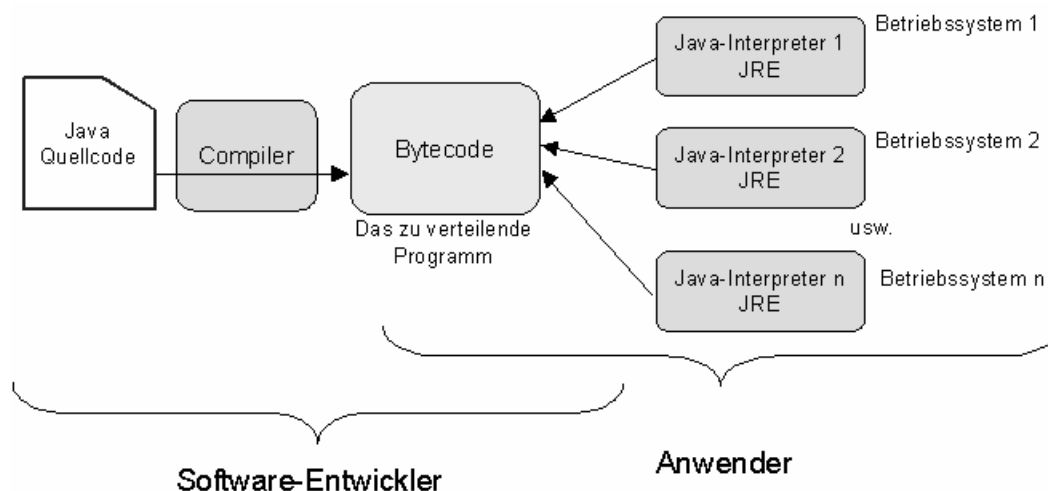 Java
Quellcode
Compiler
Bytecode
Das zu verteilende
Programm
Java-Interpreter 1
JRE
Betriebssystem 1
Java-Interpreter 2
JRE
Betriebssystem 2
usw.
Java-Interpreter n
JRE
Betriebssystem n
Software-Entwickler
Anwender